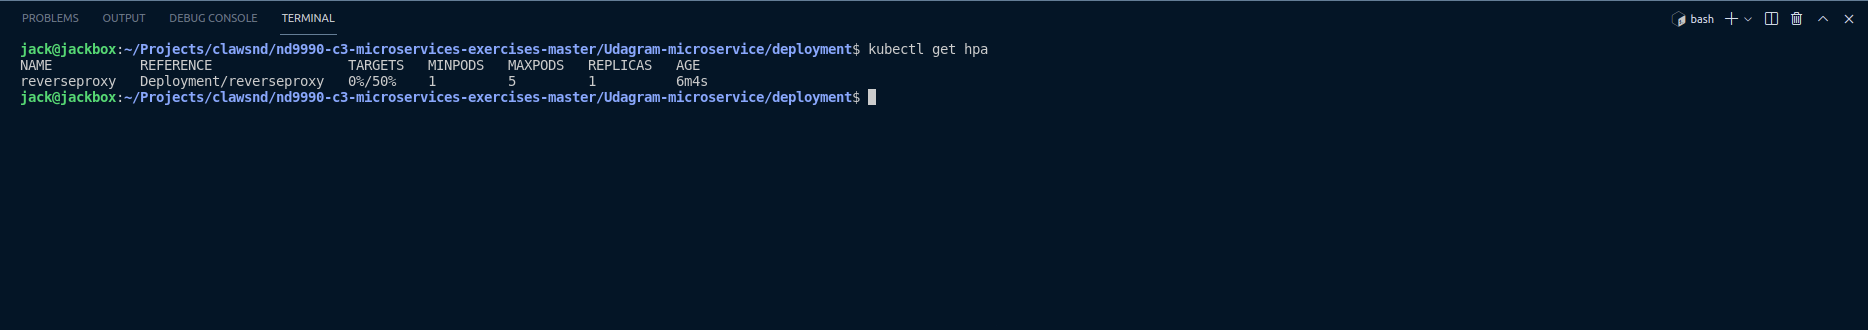 PROBLEMS OUTPUT DEBUG CONSOLE TERMINAL bash
jack@jackbox:~/Projects/clawsnd/nd9990-c3-microservices-exercises-master/Udagram-microservice/deployment$ kubectl get hpa
NAME REFERENCE TARGETS MINPODS MAXPODS REPLICAS AGE
reverseproxy Deployment/reverseproxy 0%/50% 1 5 1 6m4s
jack@jackbox:~/Projects/clawsnd/nd9990-c3-microservices-exercises-master/Udagram-microservice/deployment$